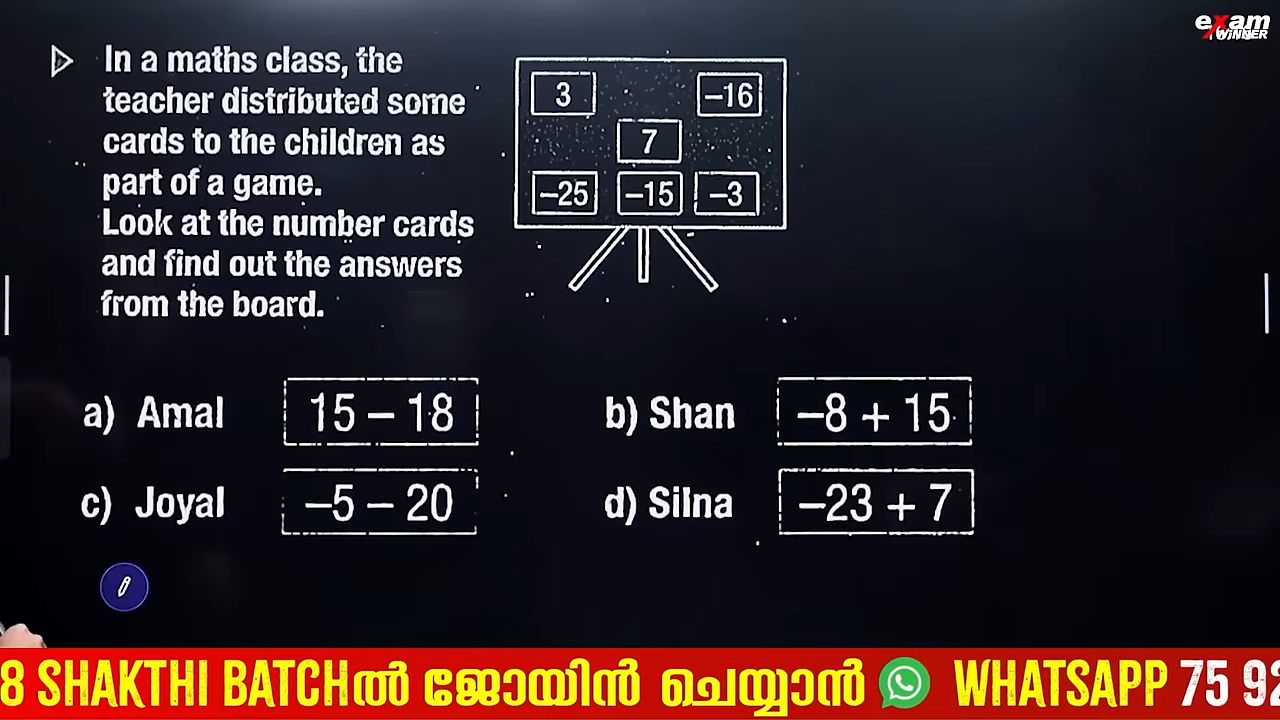 exam
WINNER
In a maths class, the
teacher distributed some
cards to the children as
part of a game.
Look at the number cards
and find out the answers
from the board.
3
–16
7
–25
–15
–3
a) Amal 15 – 18
b) Shan –8 + 15
c) Joyal –5 – 20
d) Silna –23 + 7
8 SHAKTHI BATCHൽ ജോയിൻ ചെയ്യാൻ WHATSAPP 75 92